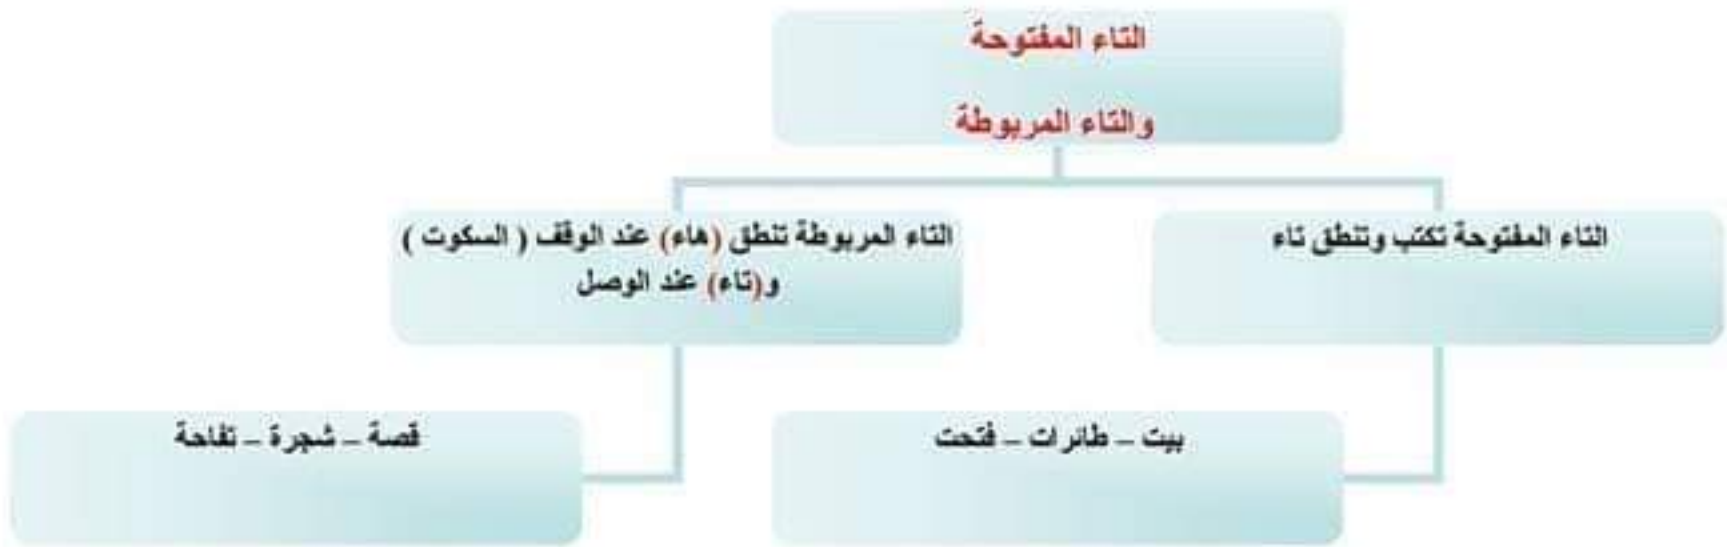 التاء المفتوحة
والتاء المربوطة
التاء المفتوحة تكتب وتنطق تاء
التاء المربوطة تنطق (هاء) عند الوقف ( السكوت )
و(تاء) عند الوصل
بيت – طائرات – فتحت
قصة – شجرة – تفاحة